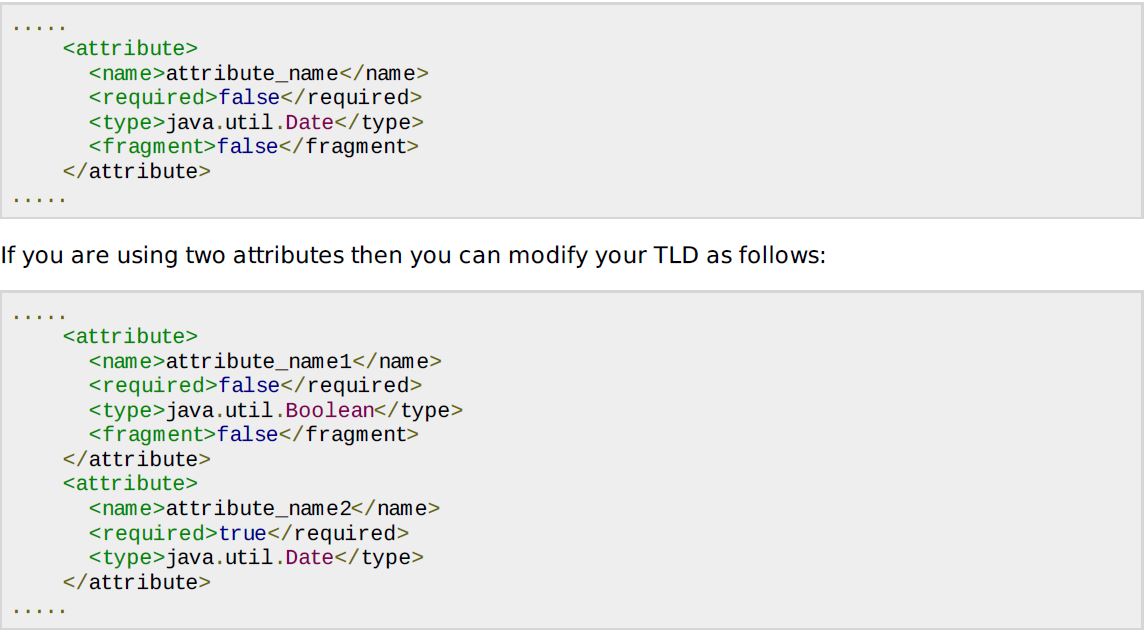 .....
    <attribute>
      <name>attribute_name</name>
      <required>false</required>
      <type>java.util.Date</type>
      <fragment>false</fragment>
    </attribute>
.....
If you are using two attributes then you can modify your TLD as follows:
.....
    <attribute>
      <name>attribute_name1</name>
      <required>false</required>
      <type>java.util.Boolean</type>
      <fragment>false</fragment>
    </attribute>
    <attribute>
      <name>attribute_name2</name>
      <required>true</required>
      <type>java.util.Date</type>
    </attribute>
.....